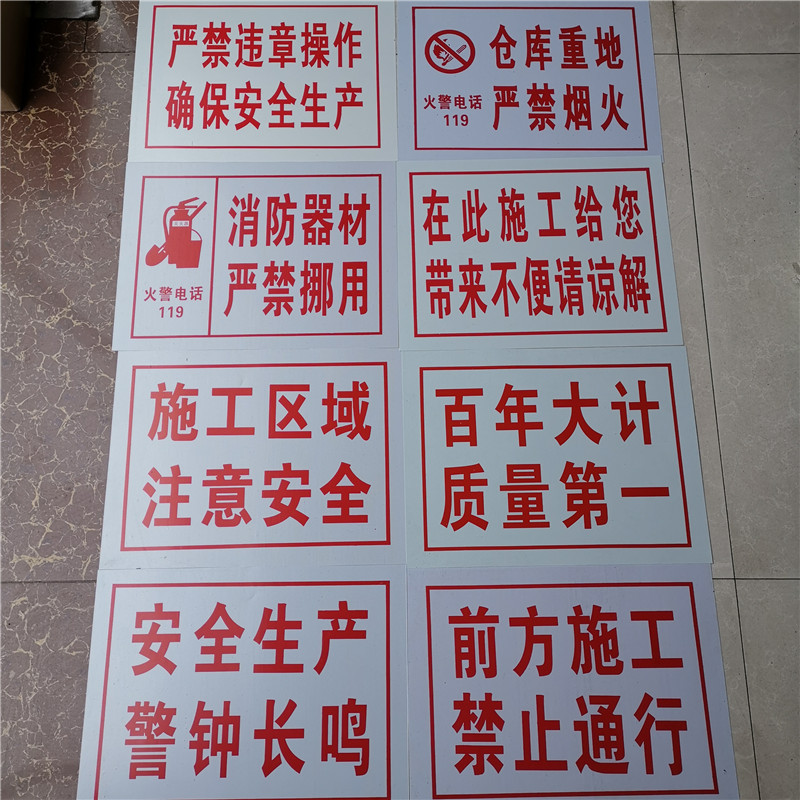 严禁违章操作
确保安全生产
仓库重地
严禁烟火
火警电话
119
消防器材
严禁挪用
火警电话
119
在此施工给您
带来不便请谅解
施工区域
注意安全
百年大计
质量第一
安全生产
警钟长鸣
前方施工
禁止通行